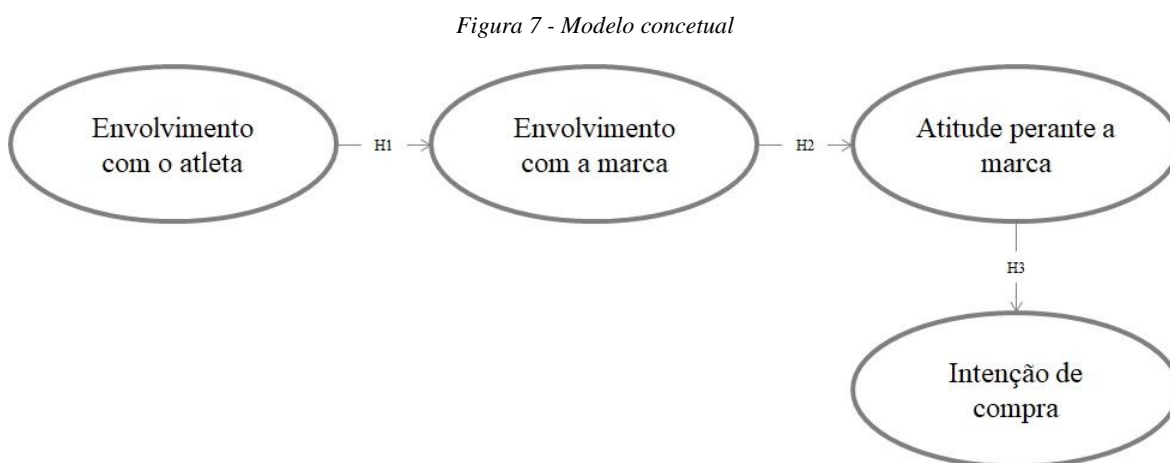 Figura 7 - Modelo concetual
Envolvimento
com o atleta
H1
Envolvimento
com a marca
H2
Atitude perante a
marca
H3
Intenção de
compra